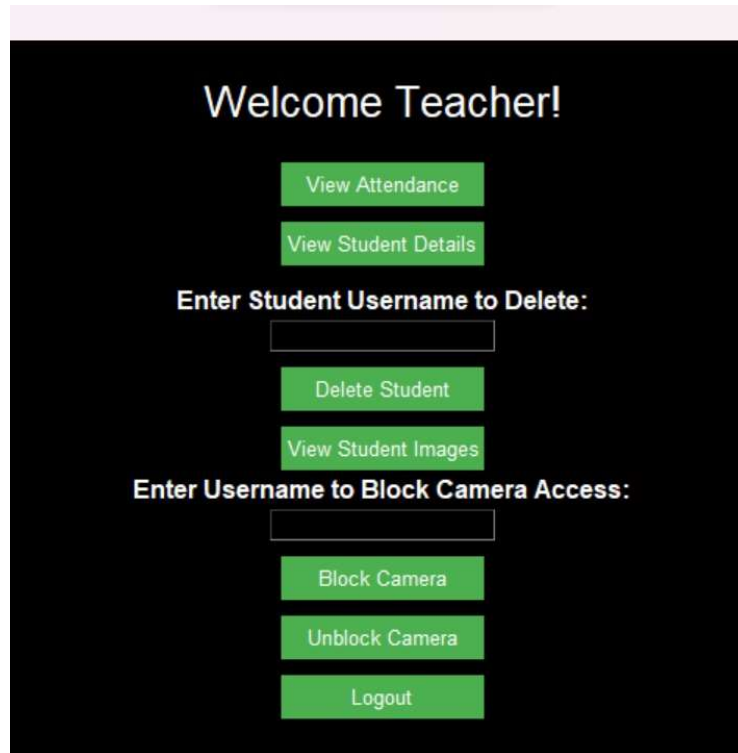 Welcome Teacher!
View Attendance
View Student Details
Enter Student Username to Delete:
Delete Student
View Student Images
Enter Username to Block Camera Access:
Block Camera
Unblock Camera
Logout